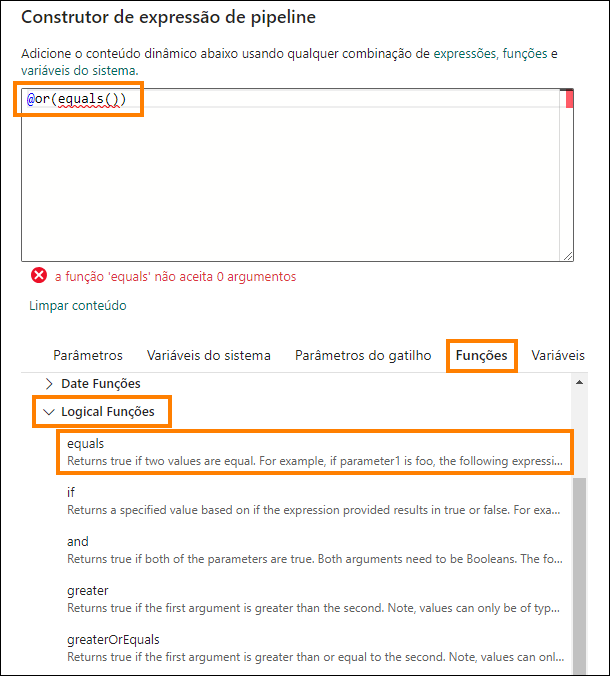 Construtor de expressão de pipeline
Adicione o conteúdo dinâmico abaixo usando qualquer combinação de expressões, funções e
variáveis do sistema.
@or(equals())
a função 'equals' não aceita 0 argumentos
Limpar conteúdo
Parâmetros Variáveis do sistema Parâmetros do gatilho Funções Variáveis
Date Funções
Logical Funções
equals
Returns true if two values are equal. For example, if parameter1 is foo, the following expressi...
if
Returns a specified value based on if the expression provided results in true or false. For exa...
and
Returns true if both of the parameters are true. Both arguments need to be Booleans. The fo...
greater
Returns true if the first argument is greater than the second. Note, values can only be of typ...
greaterOrEquals
Returns true if the first argument is greater than or equal to the second. Note, values can onl...